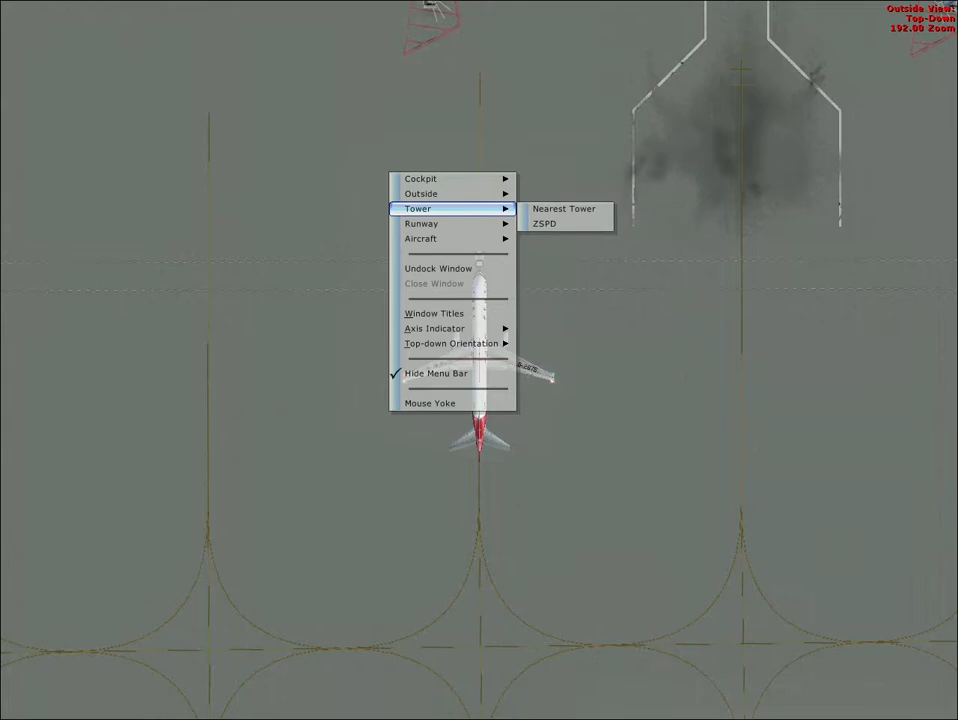 Outside View:
Top-Down
192.00 Zoom
Cockpit
Outside
Tower
Nearest Tower
Runway
ZSPD
Aircraft
Undock Window
Close Window
Window Titles
Axis Indicator
Top-down Orientation
Hide Menu Bar
Mouse Yoke